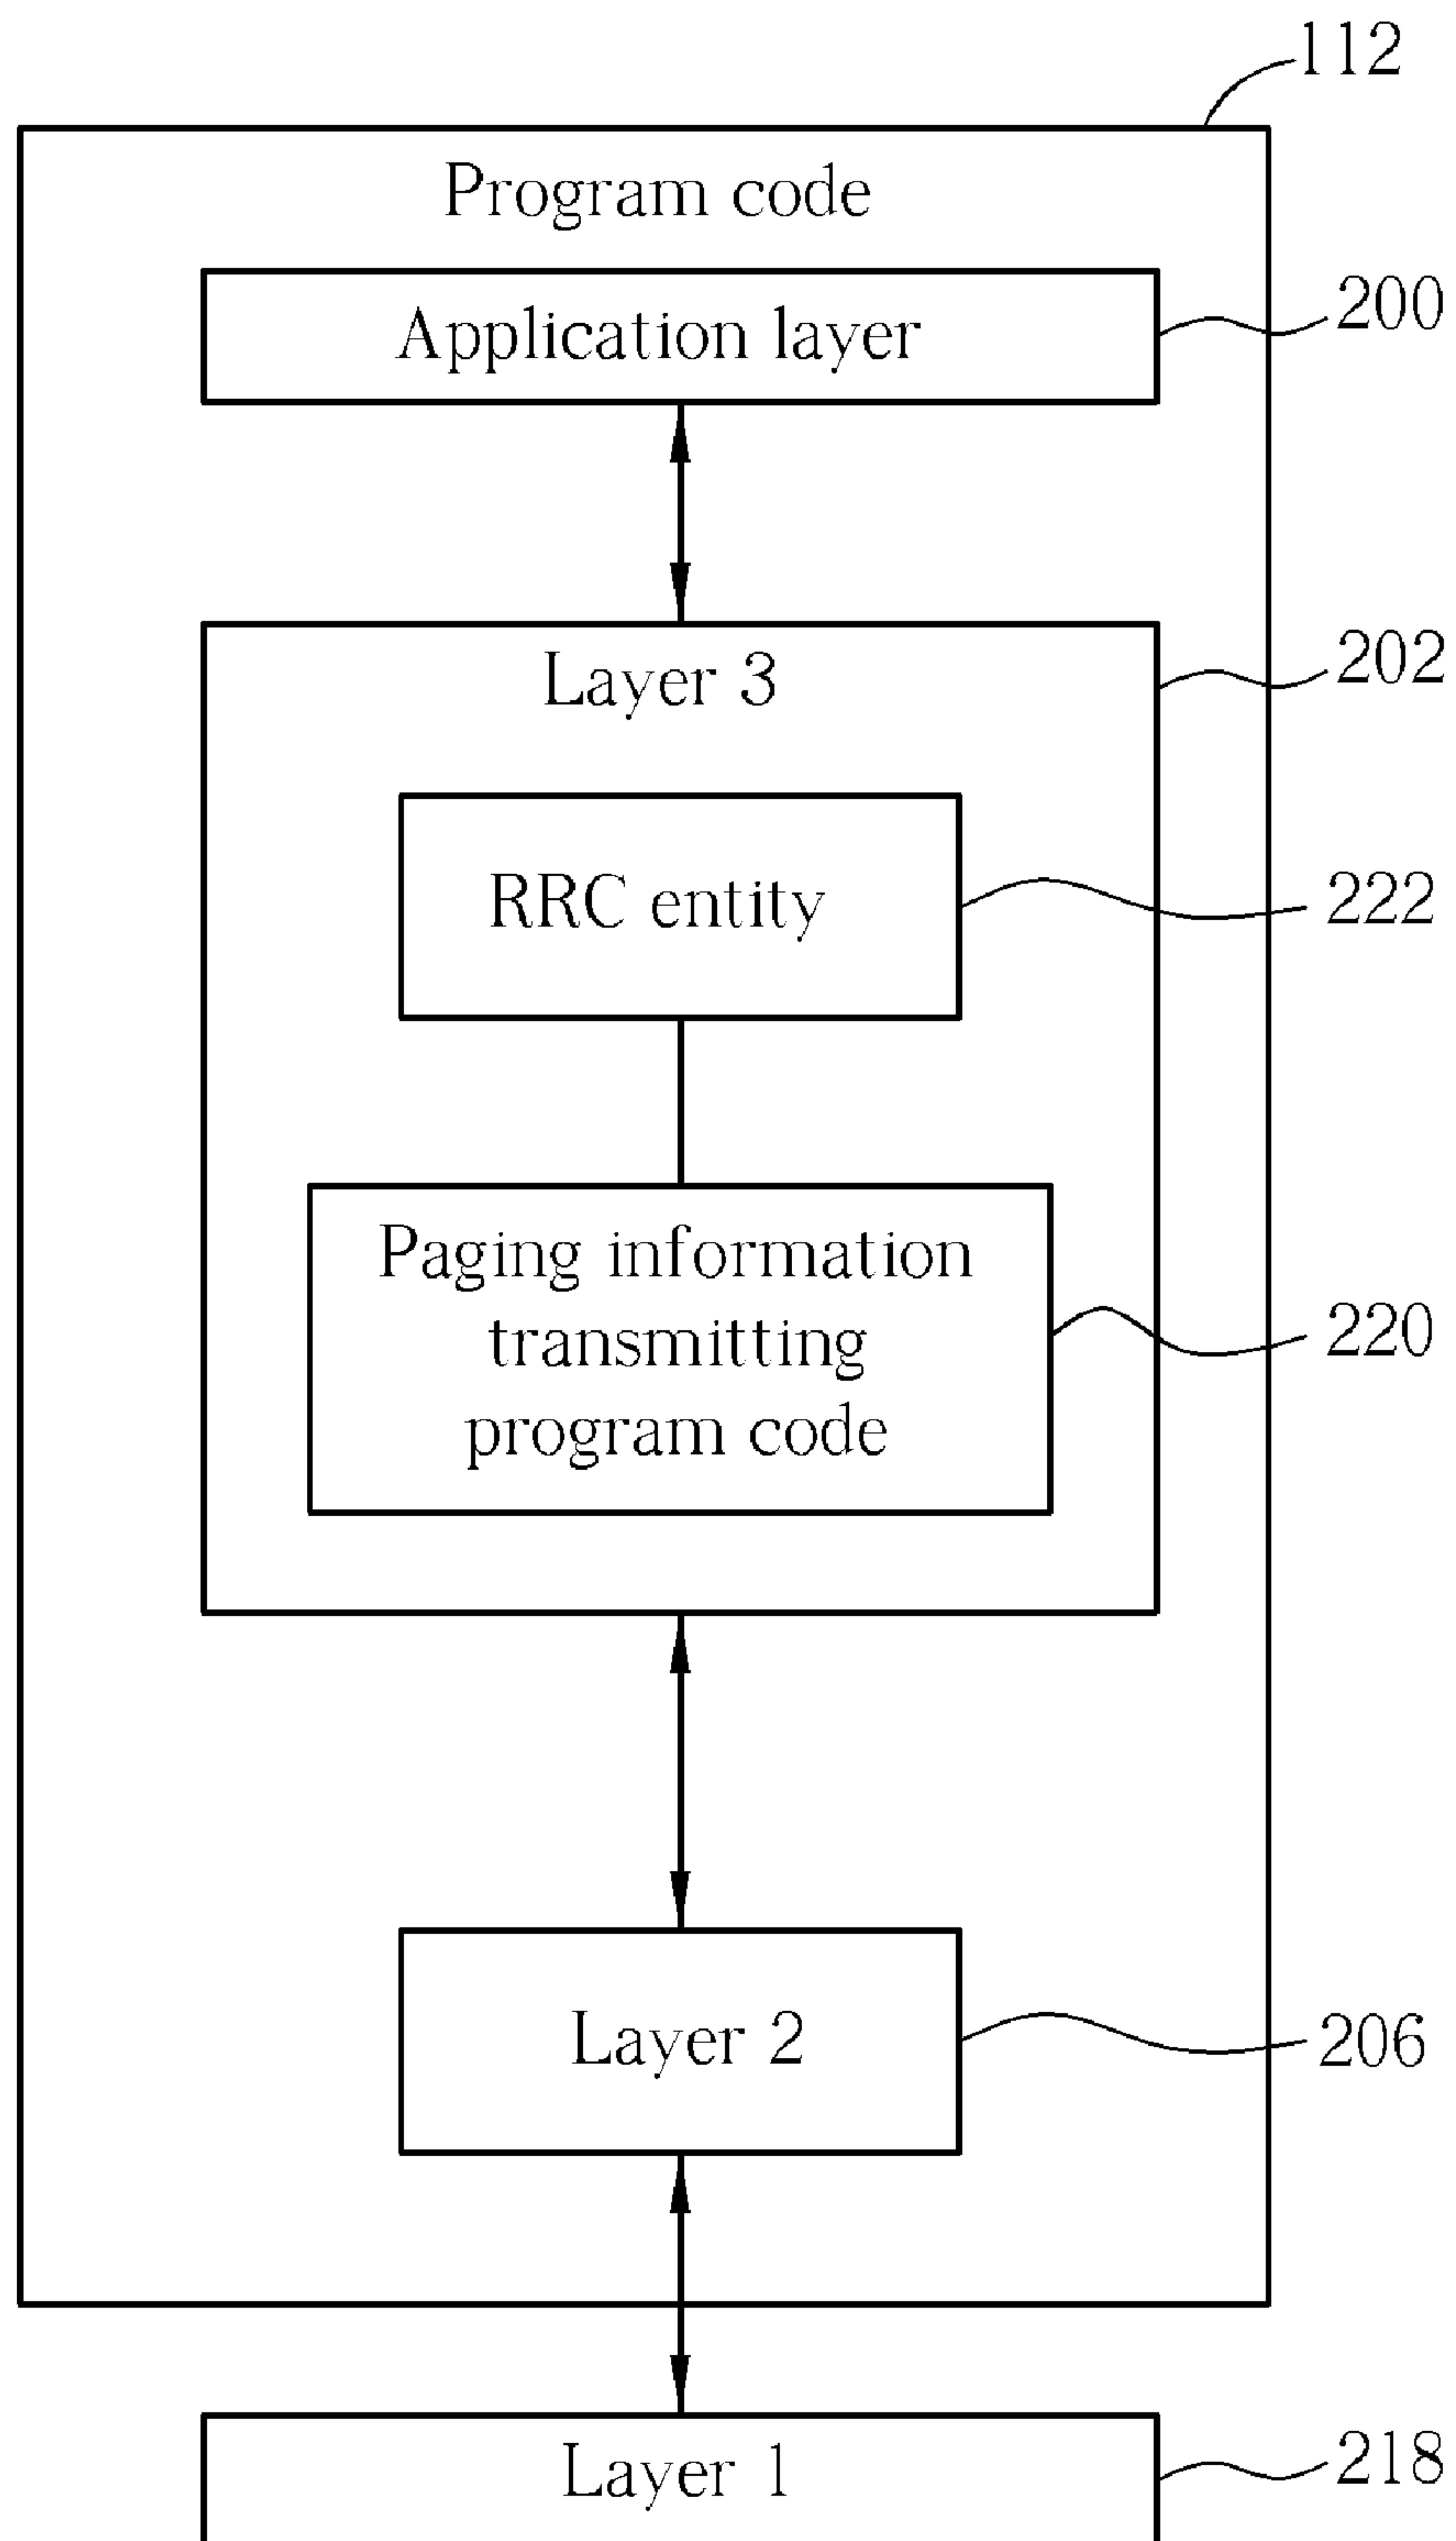 112
Program code
Application layer
200
Layer 3
202
RRC entity
222
Paging information
transmitting
program code
220
Layer 2
206
Layer 1
218